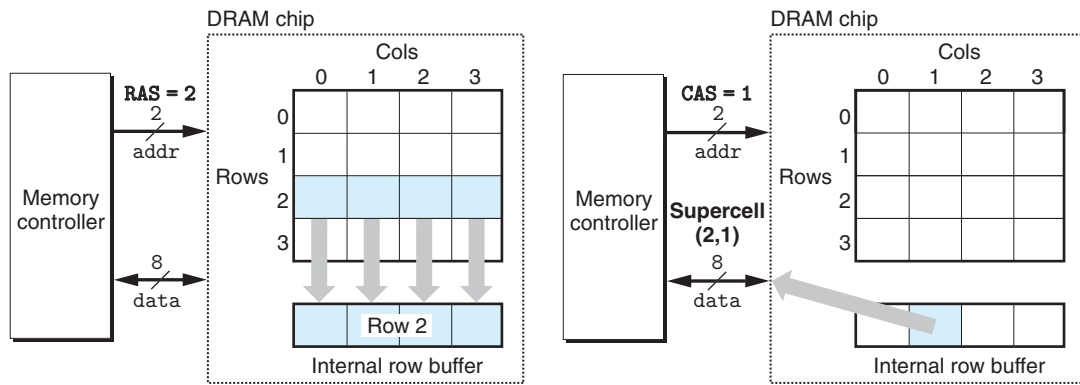 DRAM chip
Cols
0 1 2 3
RAS = 2
2
addr
0
1
Rows
2
3
Memory
controller
8
data
Row 2
Internal row buffer
DRAM chip
Cols
0 1 2 3
CAS = 1
2
addr
0
1
Rows
2
3
Memory
controller
Supercell
(2,1)
8
data
Internal row buffer